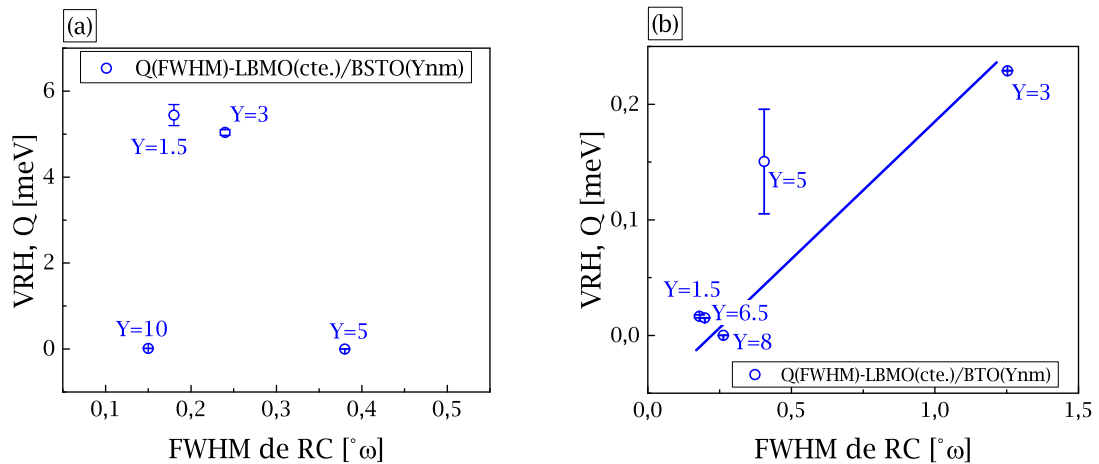 (a)
Q(FWHM)-LBMO(cte.)/BSTO(Ynm)
VRH, Q [meV]
6
4
2
0
Y=1.5
Y=3
Y=10
Y=5
0,1 0,2 0,3 0,4 0,5
FWHM de RC [°ω]
(b)
VRH, Q [meV]
0,2
0,1
0,0
Y=3
Y=5
Y=1.5
Y=6.5
Y=8
Q(FWHM)-LBMO(cte.)/BTO(Ynm)
0,0 0,5 1,0 1,5
FWHM de RC [°ω]